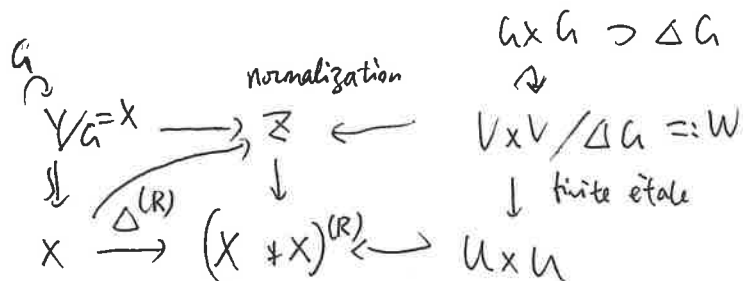 G × G ⊃ ΔG
G
normalization
Y/G = X → Z ← V × V / ΔG =: W
finite étale
Δ^(R)
X → (X * X)^(R) ← U × U